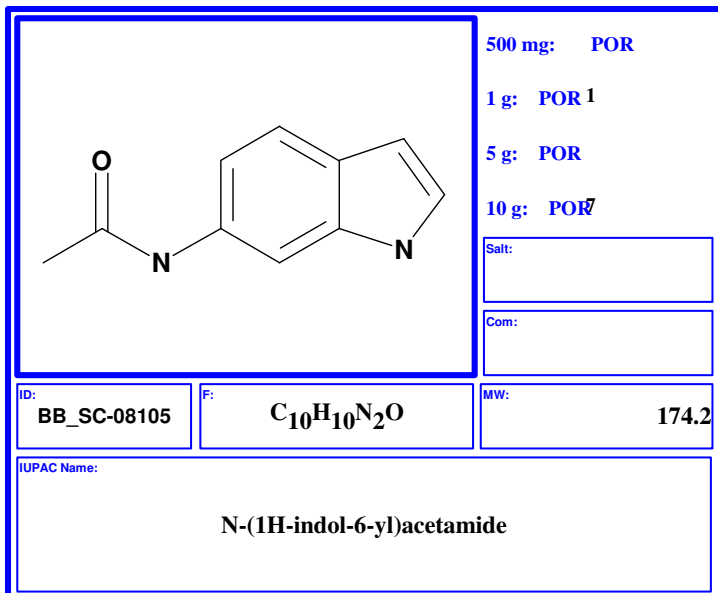 500 mg: POR
1 g: POR 1
5 g: POR
10 g: POR 7
O
N
N
Salt:
Com:
ID:
BB_SC-08105
F:
C10H10N2O
MW:
174.2
IUPAC Name:
N-(1H-indol-6-yl)acetamide